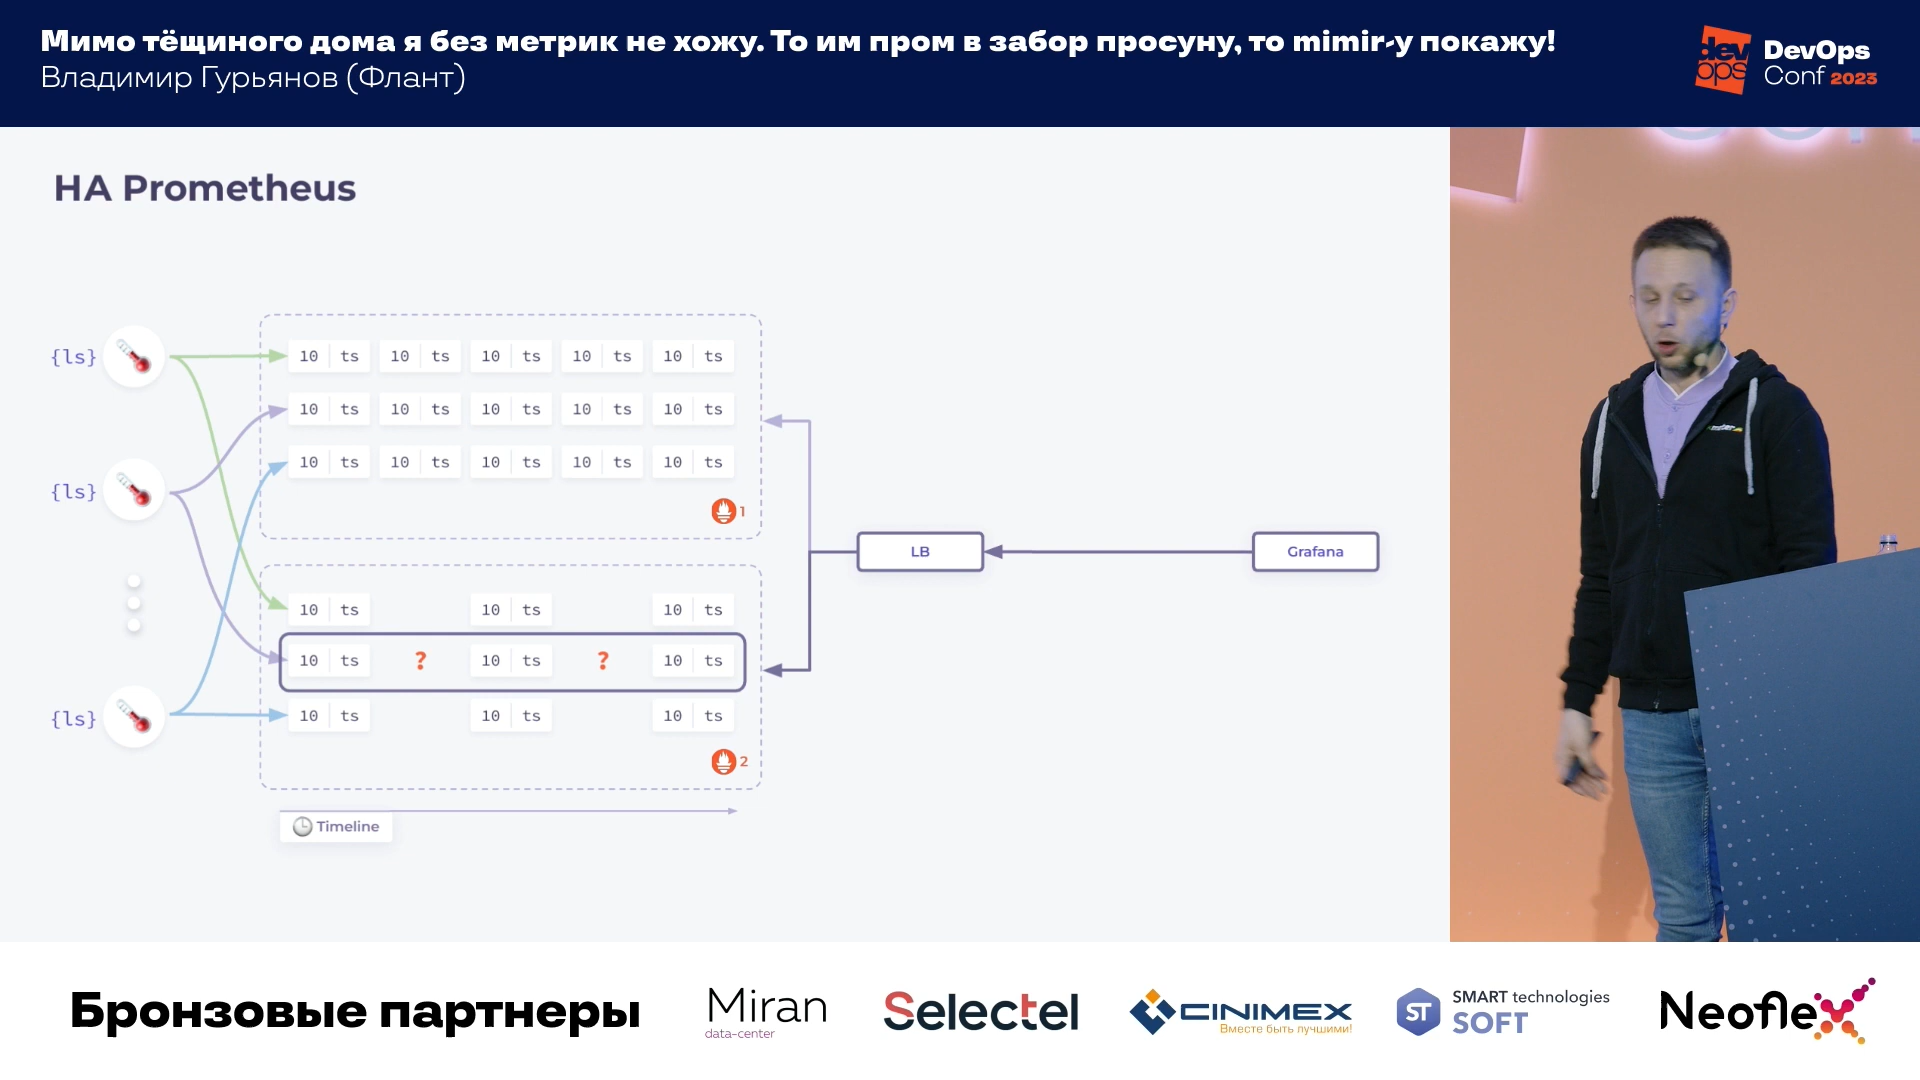 Мимо тёщиного дома я без метрик не хожу. То им пром в забор просуну, то mimir-у покажу!
Владимир Гурьянов (Флант)
dev
ops
DevOps
Conf 2023
HA Prometheus
{ls}
10 ts 10 ts 10 ts 10 ts 10 ts
10 ts 10 ts 10 ts 10 ts 10 ts
10 ts 10 ts 10 ts 10 ts 10 ts
{ls}
1
LB
Grafana
10 ts 10 ts 10 ts
10 ts ? 10 ts ? 10 ts
{ls}
10 ts 10 ts 10 ts
2
Timeline
Бронзовые партнеры
Miran
data-center
Selectel
CINIMEX
Вместе быть лучшими!
ST
SMART technologies
SOFT
Neoflex